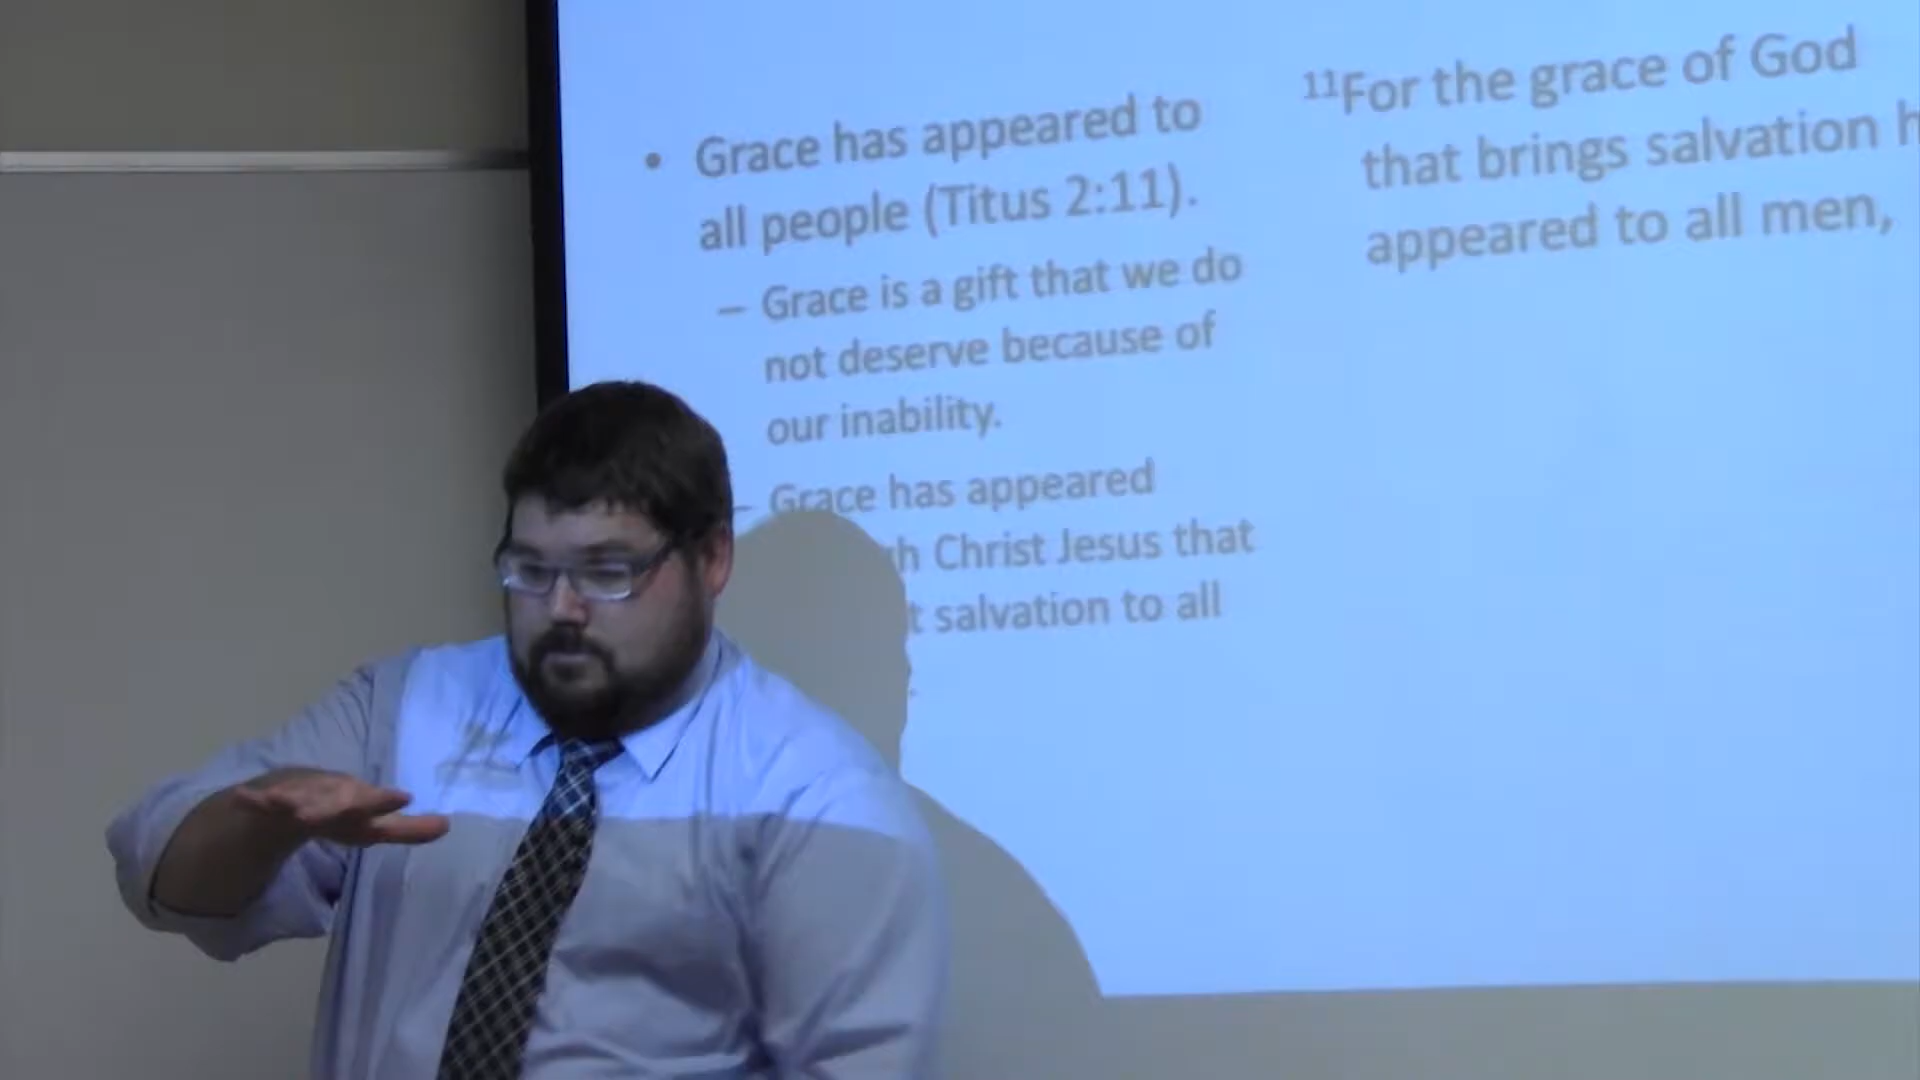 • Grace has appeared to
all people (Titus 2:11).
– Grace is a gift that we do
not deserve because of
our inability.
– Grace has appeared
Christ Jesus that
salvation to all
¹¹For the grace of God
that brings salvation
appeared to all men,